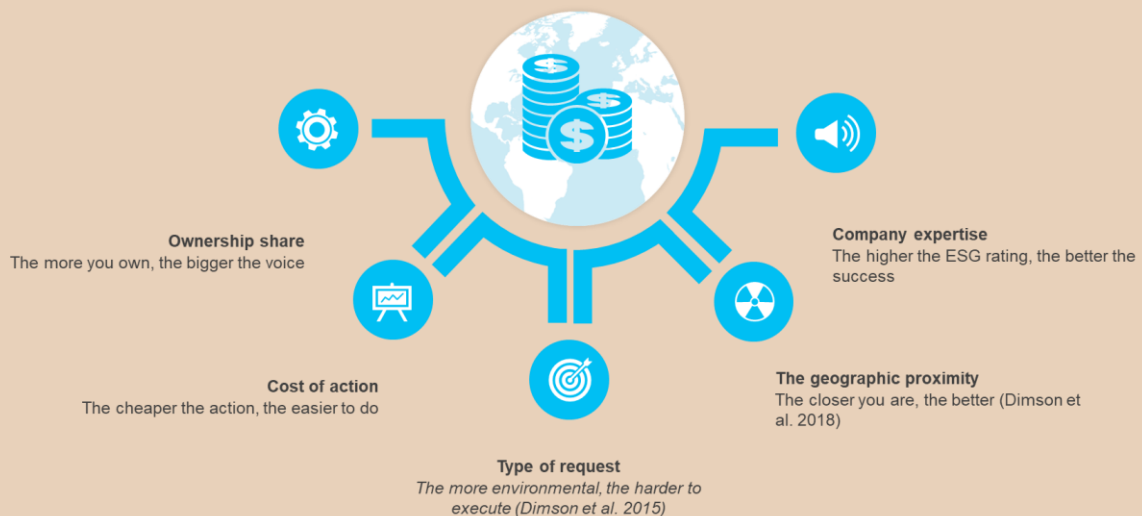 Ownership share
The more you own, the bigger the voice
Cost of action
The cheaper the action, the easier to do
Type of request
The more environmental, the harder to
execute (Dimson et al. 2015)
The geographic proximity
The closer you are, the better (Dimson et
al. 2018)
Company expertise
The higher the ESG rating, the better the
success
$
$
$